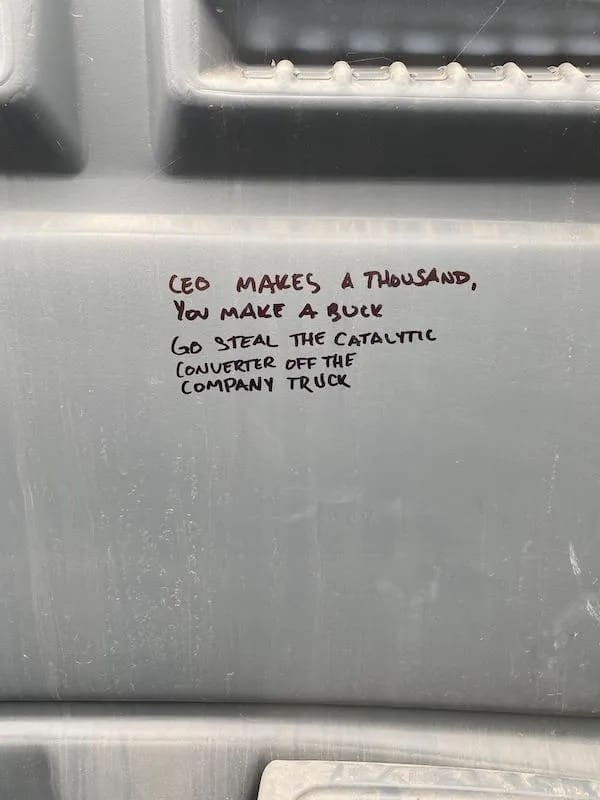 CEO MAKES A THOUSAND,
YOU MAKE A BUCK
GO STEAL THE CATALYTIC
CONVERTER OFF THE
COMPANY TRUCK